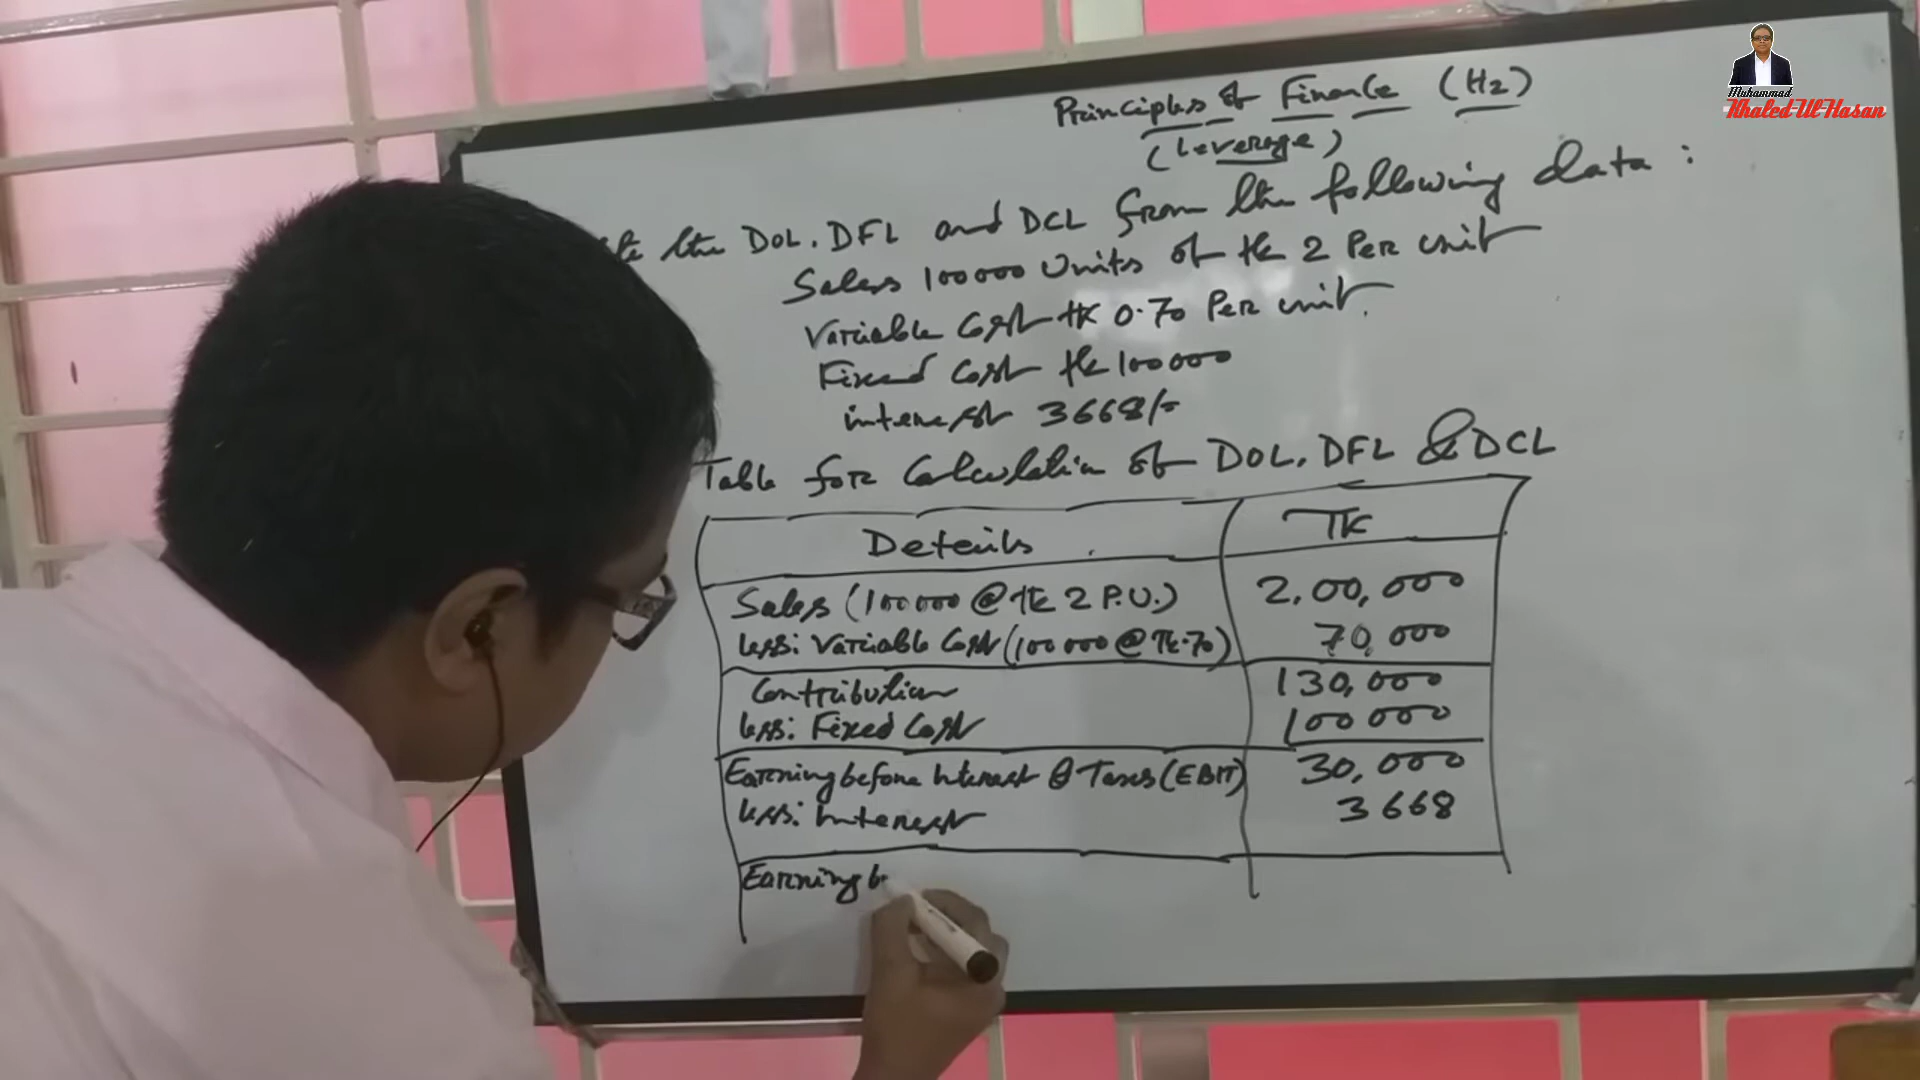 Principles of Finance (H2)
(Leverage)
the DOL, DFL and DCL from the following data :
Sales 100000 Units of tk 2 Per unit
Variable Cost tk 0.70 Per unit.
Fixed Cost tk 100000
interest 3668/=
Table for Calculation of DOL, DFL & DCL
Details TK
Sales (100000 @ tk 2 P.U.) 2,00,000
less: Variable Cost (100000 @ Tk.70) 70,000
Contribution 130,000
less: Fixed Cost 100000
Earning before Interest & Taxes (EBIT) 30,000
less: Interest 3668
Earning b
Muhammad
Khaled-Ul-Hasan